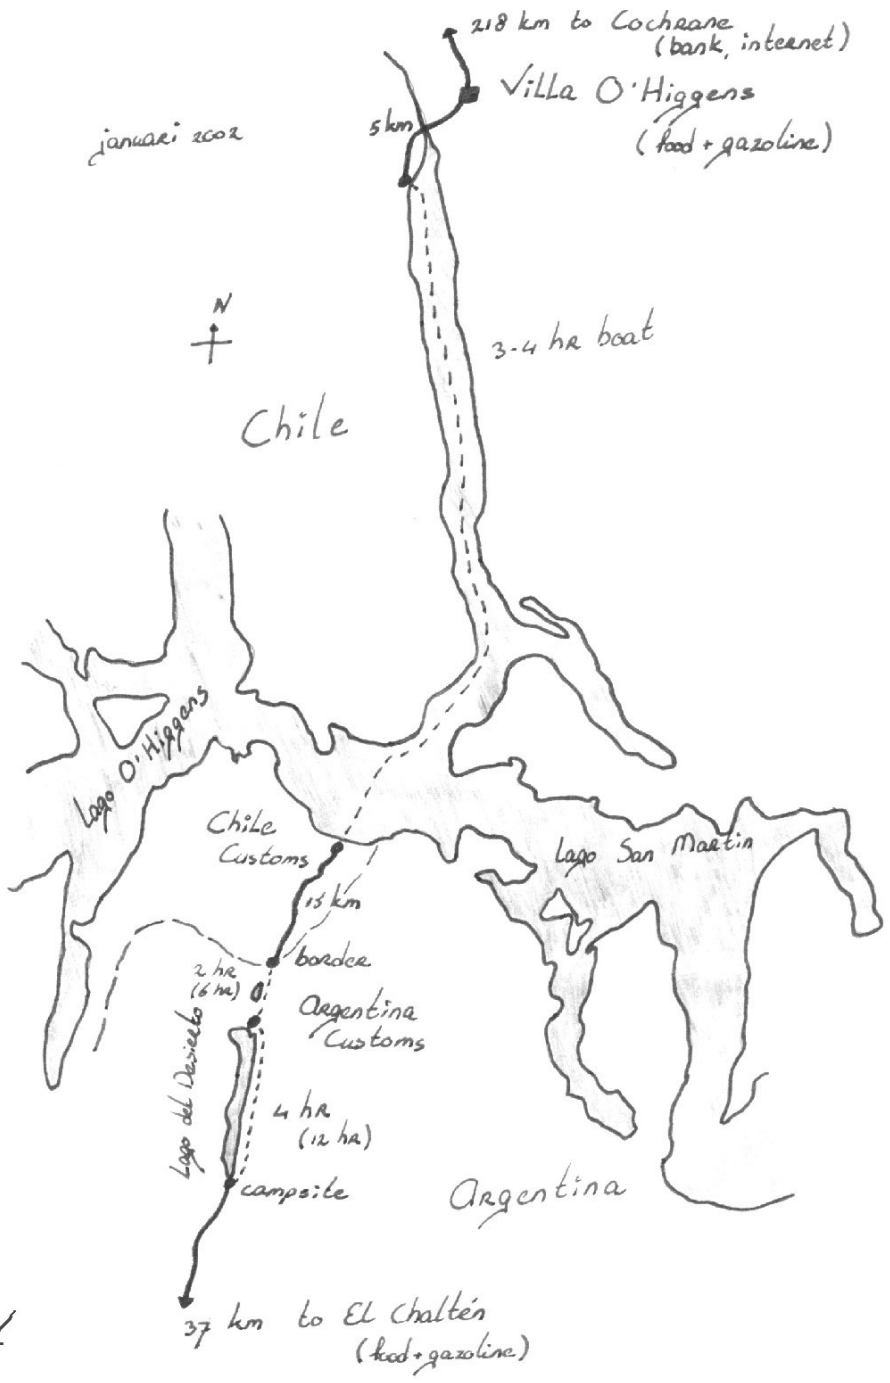 218 km to Cochrane
(bank, internet)
Villa O'Higgens
(food + gazoline)
5 km
januari 2002
N
3-4 hr boat
Chile
Lago O'Higgens
Chile
Customs
Lago San Martin
15 km
border
2 hr
(6 hr)
Argentina
Customs
Lago del Desierto
4 hr
(12 hr)
campsite
Argentina
37 km to El Chaltén
(food + gazoline)